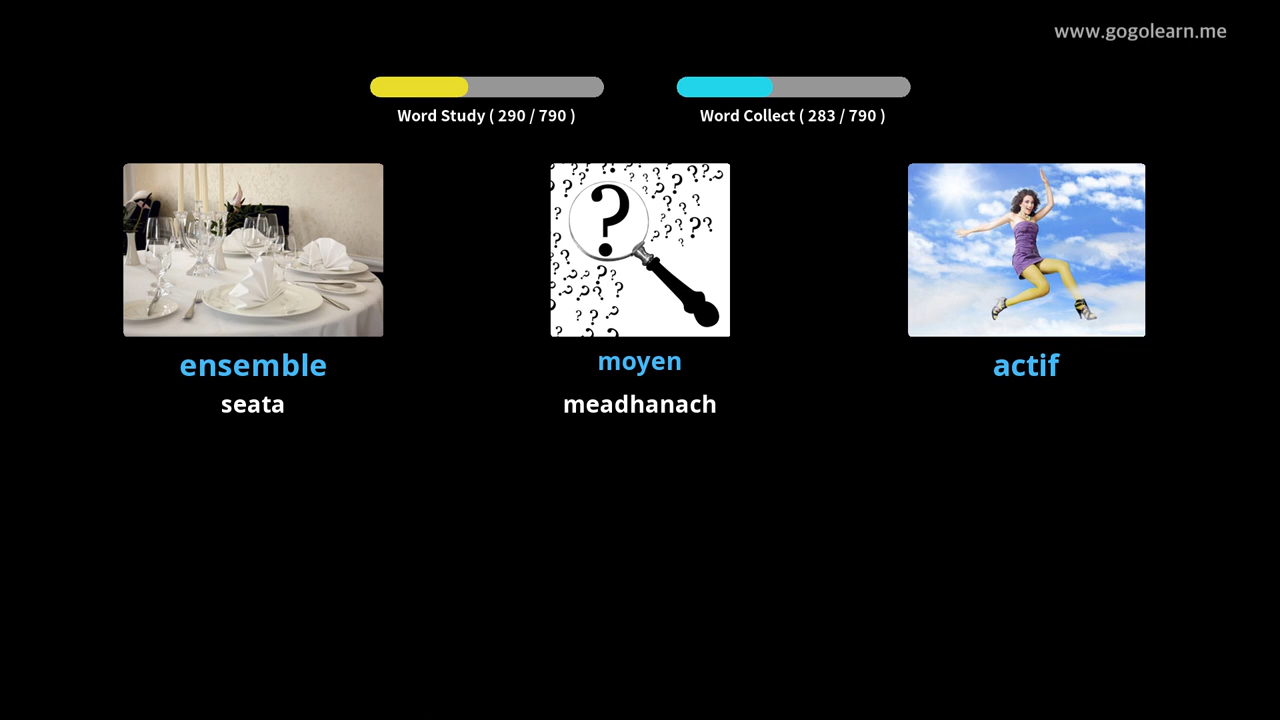 www.gogolearn.me
Word Study ( 290 / 790 )
Word Collect ( 283 / 790 )
ensemble
moyen
actif
seata
meadhanach